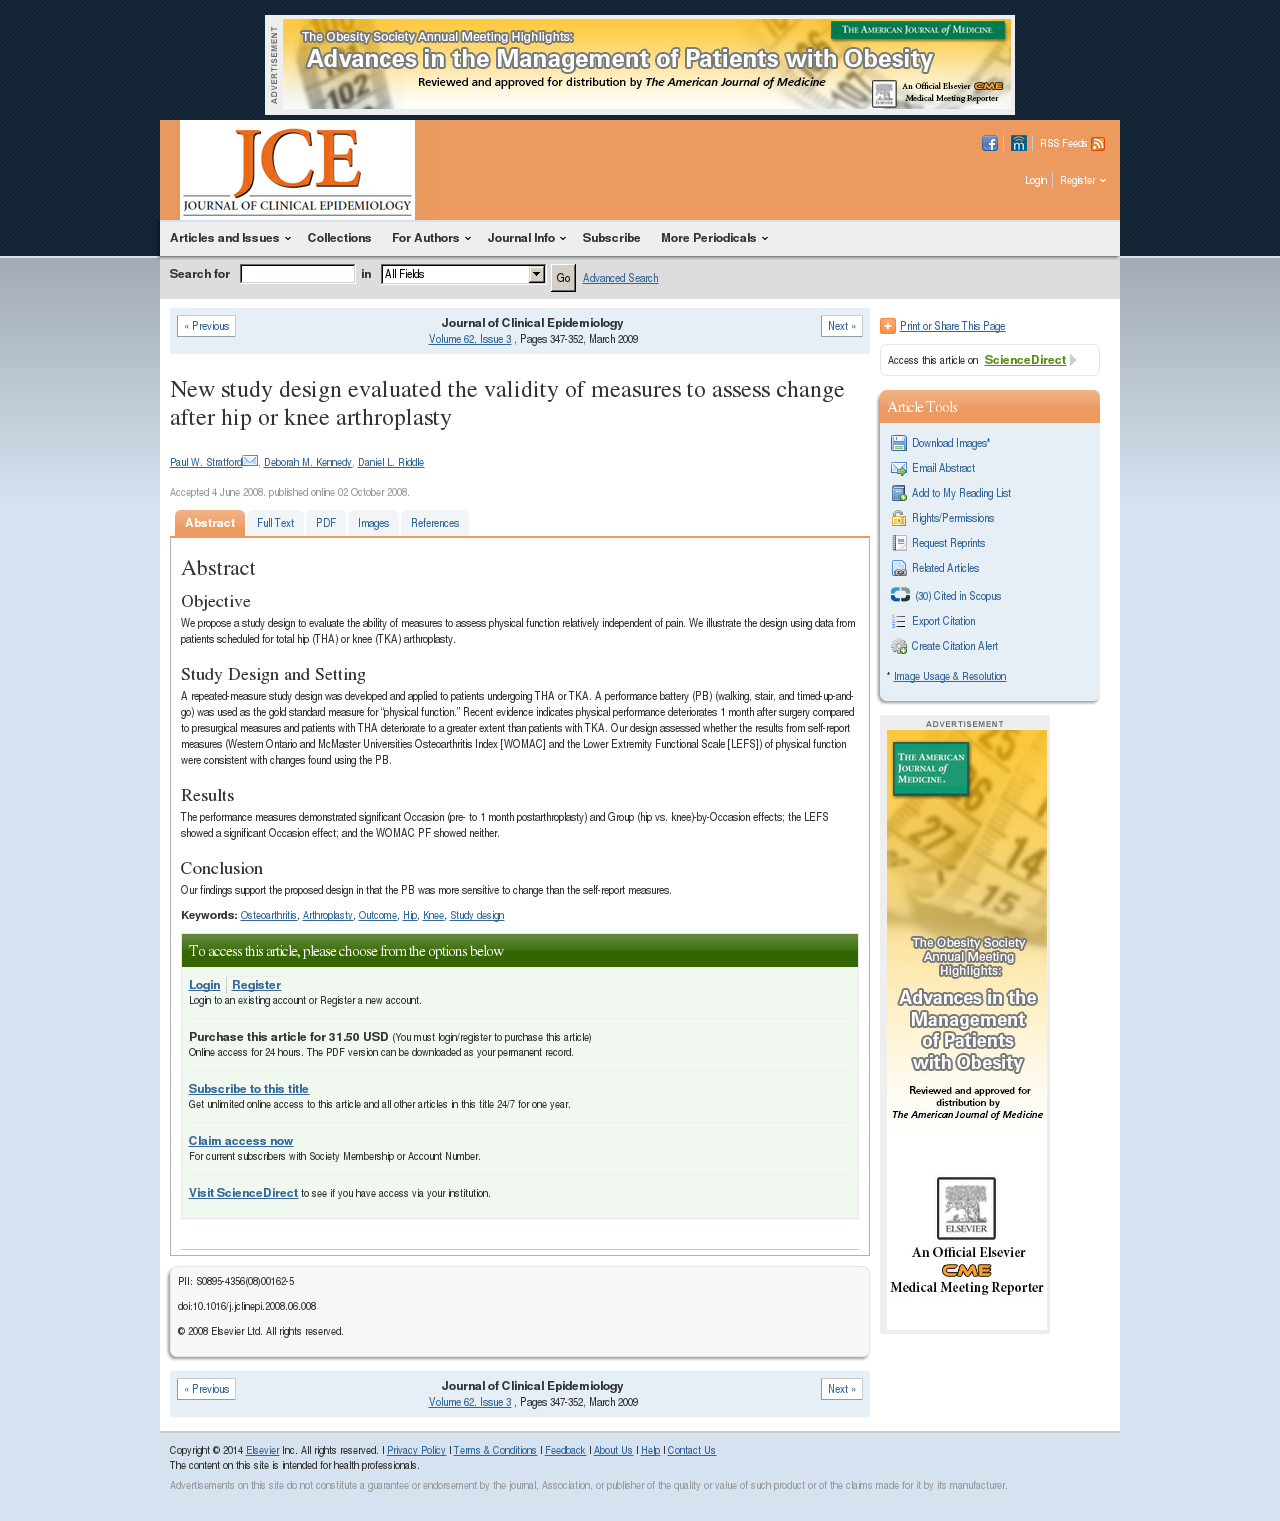 ADVERTISEMENT
The Obesity Society Annual Meeting Highlights:
THE AMERICAN JOURNAL OF MEDICINE.
Advances in the Management of Patients with Obesity
Reviewed and approved for distribution by The American Journal of Medicine
ELSEVIER
An Official Elsevier CME
Medical Meeting Reporter
JCE
JOURNAL OF CLINICAL EPIDEMIOLOGY
RSS Feeds
Login Register
Articles and Issues Collections For Authors Journal Info Subscribe More Periodicals
Search for in All Fields Go Advanced Search
« Previous
Journal of Clinical Epidemiology
Volume 62, Issue 3 , Pages 347-352, March 2009
Next »
New study design evaluated the validity of measures to assess change
after hip or knee arthroplasty
Paul W. Stratford, Deborah M. Kennedy, Daniel L. Riddle
Accepted 4 June 2008. published online 02 October 2008.
Abstract Full Text PDF Images References
Abstract
Objective
We propose a study design to evaluate the ability of measures to assess physical function relatively independent of pain. We illustrate the design using data from
patients scheduled for total hip (THA) or knee (TKA) arthroplasty.
Study Design and Setting
A repeated-measure study design was developed and applied to patients undergoing THA or TKA. A performance battery (PB) (walking, stair, and timed-up-and-
go) was used as the gold standard measure for “physical function.” Recent evidence indicates physical performance deteriorates 1 month after surgery compared
to presurgical measures and patients with THA deteriorate to a greater extent than patients with TKA. Our design assessed whether the results from self-report
measures (Western Ontario and McMaster Universities Osteoarthritis Index [WOMAC] and the Lower Extremity Functional Scale [LEFS]) of physical function
were consistent with changes found using the PB.
Results
The performance measures demonstrated significant Occasion (pre- to 1 month postarthroplasty) and Group (hip vs. knee)-by-Occasion effects; the LEFS
showed a significant Occasion effect; and the WOMAC PF showed neither.
Conclusion
Our findings support the proposed design in that the PB was more sensitive to change than the self-report measures.
Keywords: Osteoarthritis, Arthroplasty, Outcome, Hip, Knee, Study design
To access this article, please choose from the options below
Login Register
Login to an existing account or Register a new account.
Purchase this article for 31.50 USD (You must login/register to purchase this article)
Online access for 24 hours. The PDF version can be downloaded as your permanent record.
Subscribe to this title
Get unlimited online access to this article and all other articles in this title 24/7 for one year.
Claim access now
For current subscribers with Society Membership or Account Number.
Visit ScienceDirect to see if you have access via your institution.
PII: S0895-4356(08)00162-5
doi:10.1016/j.jclinepi.2008.06.008
© 2008 Elsevier Ltd. All rights reserved.
« Previous
Journal of Clinical Epidemiology
Volume 62, Issue 3 , Pages 347-352, March 2009
Next »
Print or Share This Page
Access this article on ScienceDirect
Article Tools
Download Images*
Email Abstract
Add to My Reading List
Rights/Permissions
Request Reprints
Related Articles
(30) Cited in Scopus
Export Citation
Create Citation Alert
* Image Usage & Resolution
ADVERTISEMENT
THE AMERICAN
JOURNAL of
MEDICINE.
The Obesity Society
Annual Meeting
Highlights:
Advances in the
Management
of Patients
with Obesity
Reviewed and approved for
distribution by
The American Journal of Medicine
ELSEVIER
An Official Elsevier
CME
Medical Meeting Reporter
Copyright © 2014 Elsevier Inc. All rights reserved. | Privacy Policy | Terms & Conditions | Feedback | About Us | Help | Contact Us
The content on this site is intended for health professionals.
Advertisements on this site do not constitute a guarantee or endorsement by the journal, Association, or publisher of the quality or value of such product or of the claims made for it by its manufacturer.